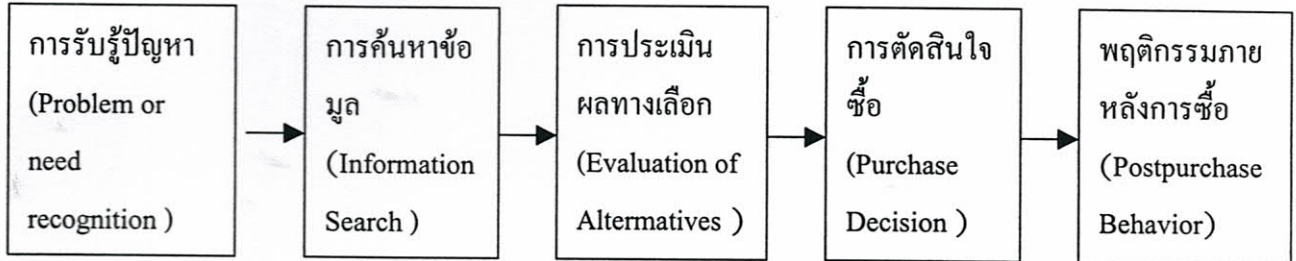 การรับรู้ปัญหา
(Problem or
need
recognition )
การค้นหาข้อ
มูล
(Information
Search )
การประเมิน
ผลทางเลือก
(Evaluation of
Altermatives )
การตัดสินใจ
ซื้อ
(Purchase
Decision )
พฤติกรรมภาย
หลังการซื้อ
(Postpurchase
Behavior)